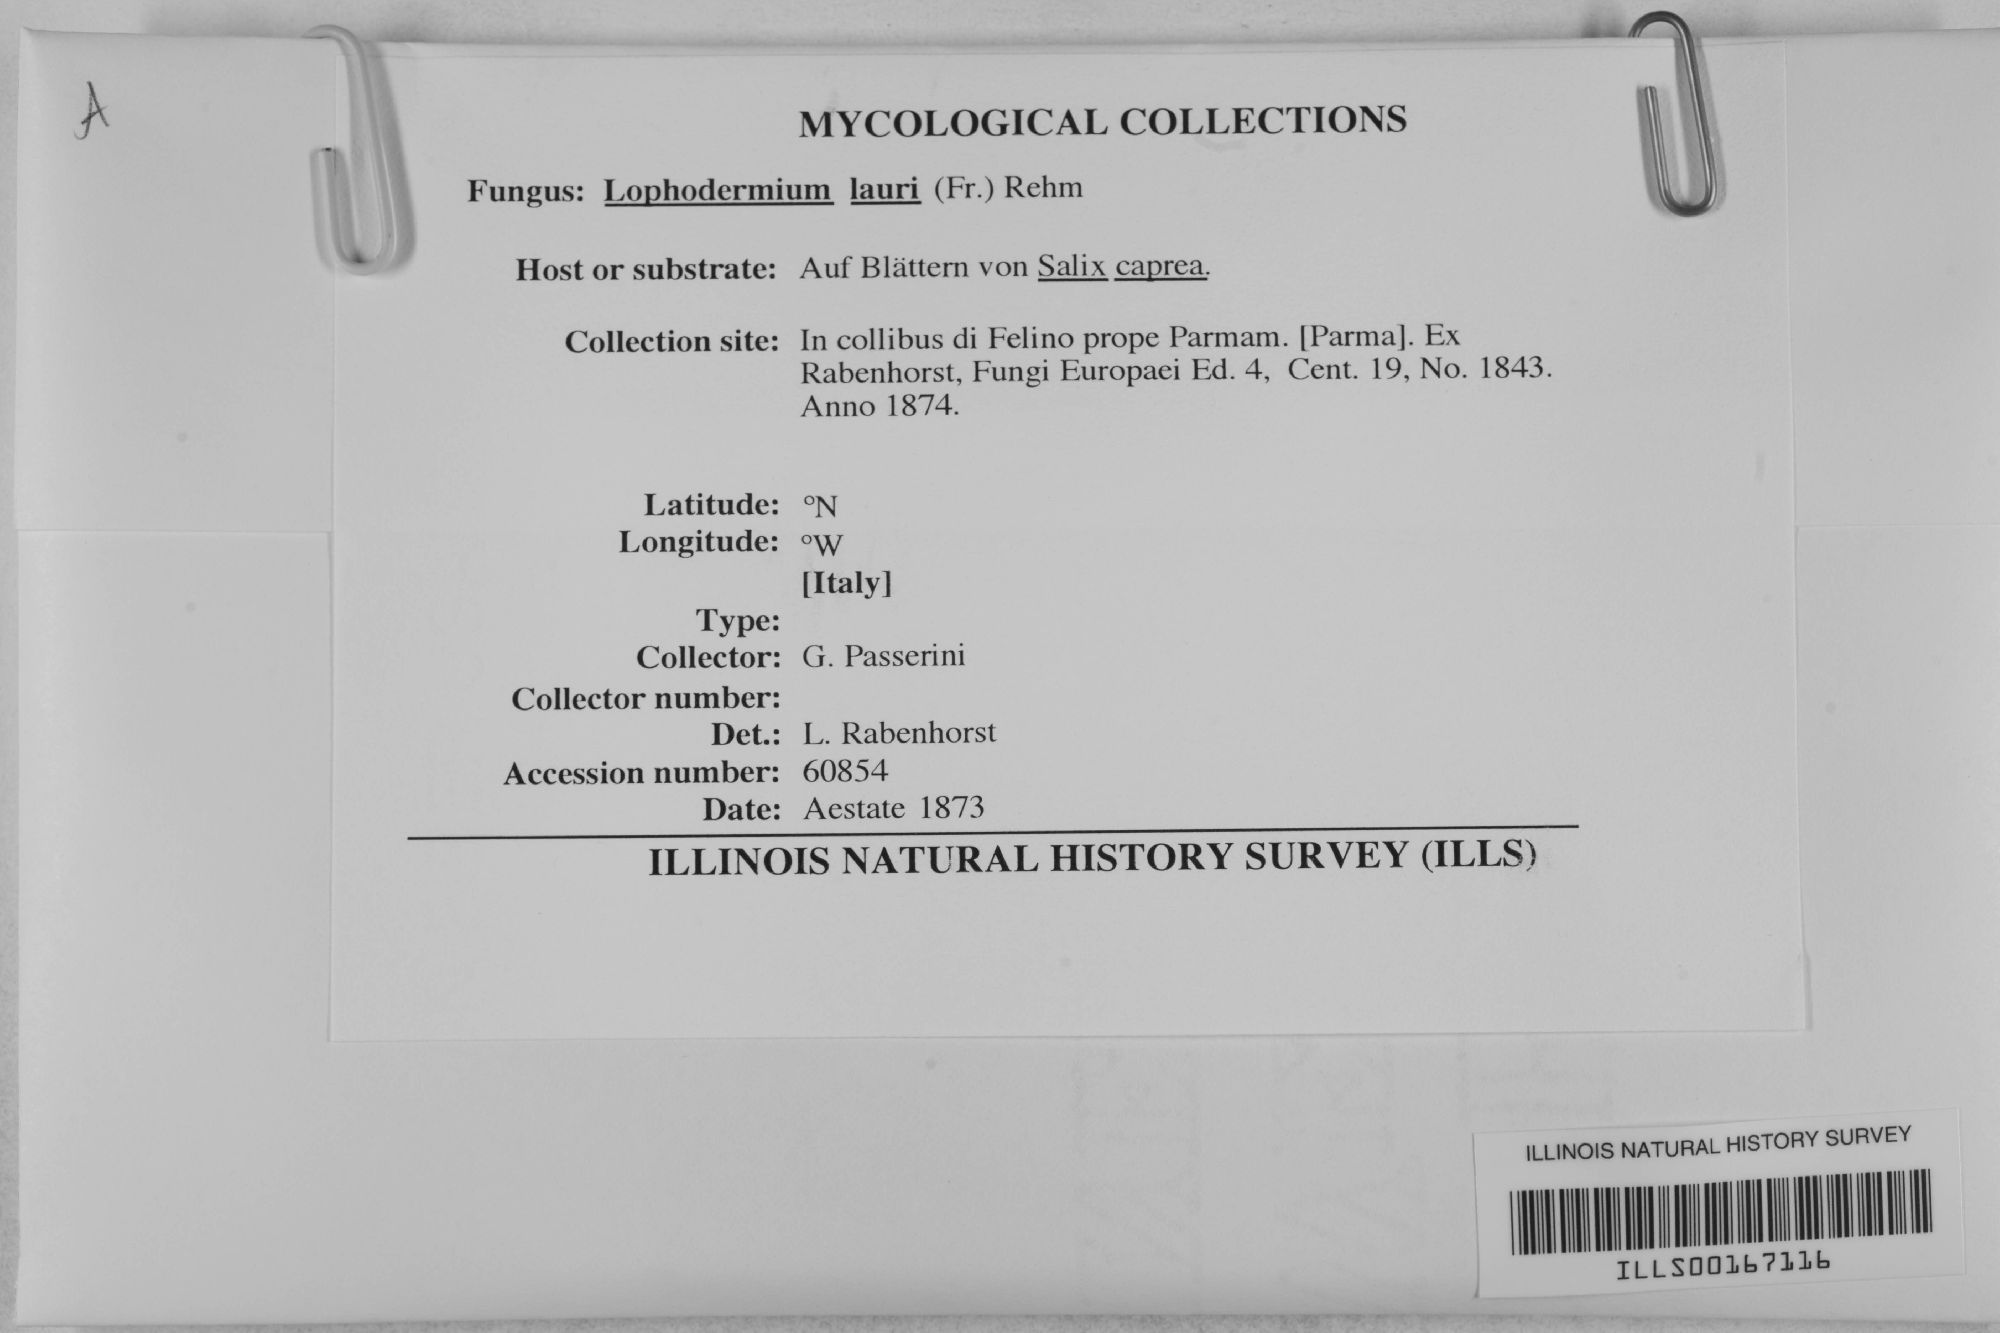 A
MYCOLOGICAL COLLECTIONS
Fungus: Lophodermium lauri (Fr.) Rehm
Host or substrate: Auf Blättern von Salix caprea.
Collection site: In collibus di Felino prope Parmam. [Parma]. Ex
Rabenhorst, Fungi Europaei Ed. 4, Cent. 19, No. 1843.
Anno 1874.
Latitude: °N
Longitude: °W
[Italy]
Type:
Collector: G. Passerini
Collector number:
Det.: L. Rabenhorst
Accession number: 60854
Date: Aestate 1873
ILLINOIS NATURAL HISTORY SURVEY (ILLS)
ILLINOIS NATURAL HISTORY SURVEY
ILLS00167116